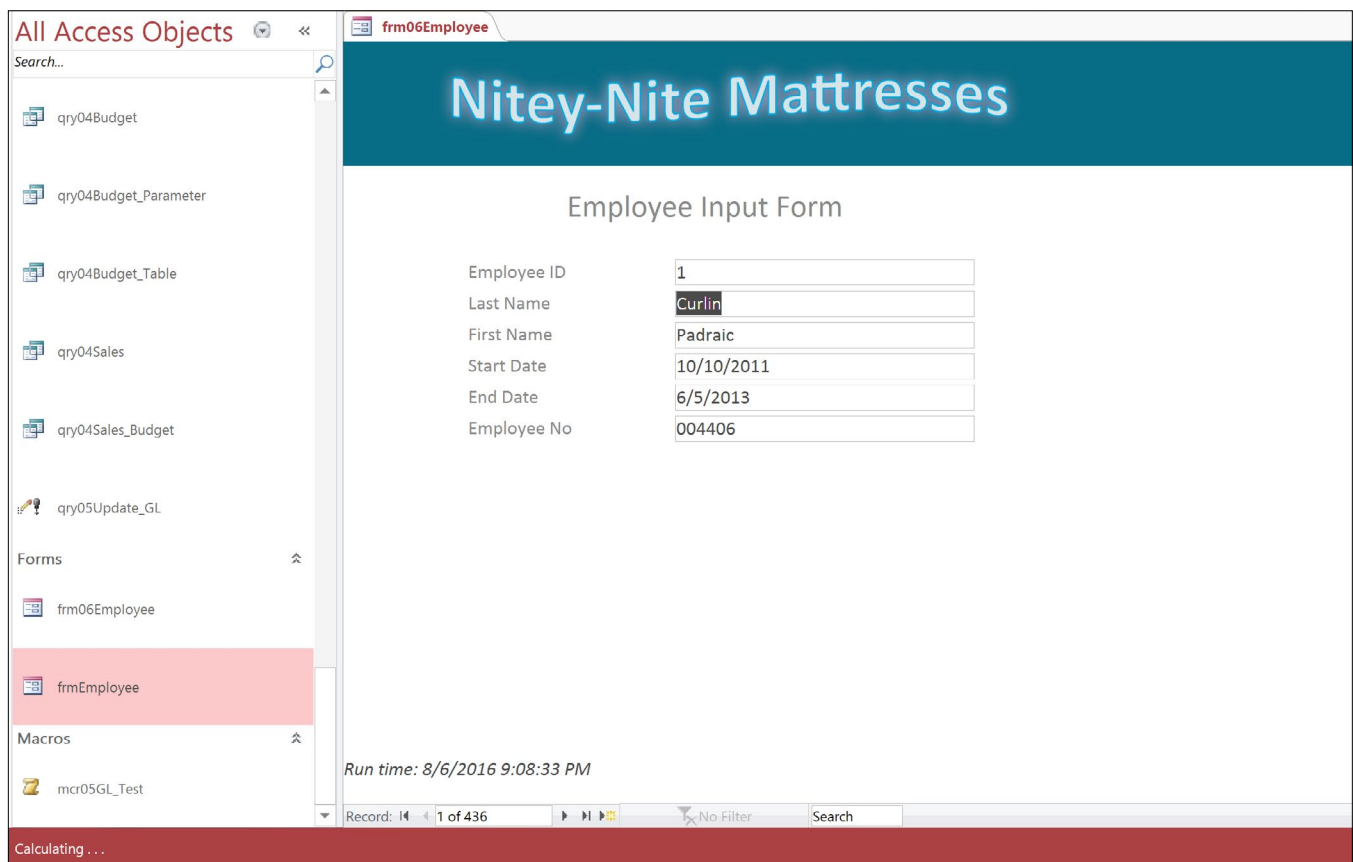 All Access Objects
Search...
qry04Budget
qry04Budget_Parameter
qry04Budget_Table
qry04Sales
qry04Sales_Budget
qry05Update_GL
Forms
frm06Employee
frmEmployee
Macros
mcr05GL_Test
frm06Employee
Nitey-Nite Mattresses
Employee Input Form
Employee ID 1
Last Name Curlin
First Name Padraic
Start Date 10/10/2011
End Date 6/5/2013
Employee No 004406
Run time: 8/6/2016 9:08:33 PM
Record: 1 of 436 No Filter Search
Calculating . . .